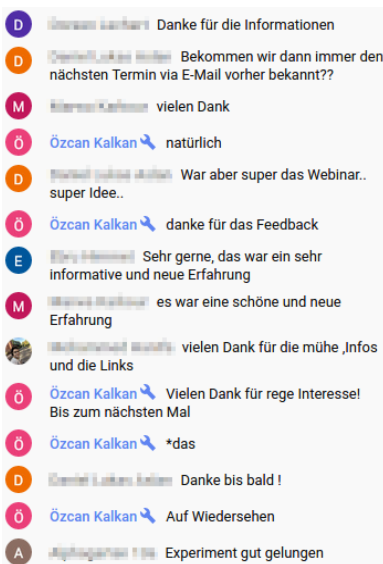 D Danke für die Informationen
D Bekommen wir dann immer den
nächsten Termin via E-Mail vorher bekannt??
M vielen Dank
Ö Özcan Kalkan natürlich
D War aber super das Webinar..
super Idee..
Ö Özcan Kalkan danke für das Feedback
E Sehr gerne, das war ein sehr
informative und neue Erfahrung
M es war eine schöne und neue
Erfahrung
vielen Dank für die mühe ,Infos
und die Links
Ö Özcan Kalkan Vielen Dank für rege Interesse!
Bis zum nächsten Mal
Ö Özcan Kalkan *das
D Danke bis bald !
Ö Özcan Kalkan Auf Wiedersehen
A Experiment gut gelungen